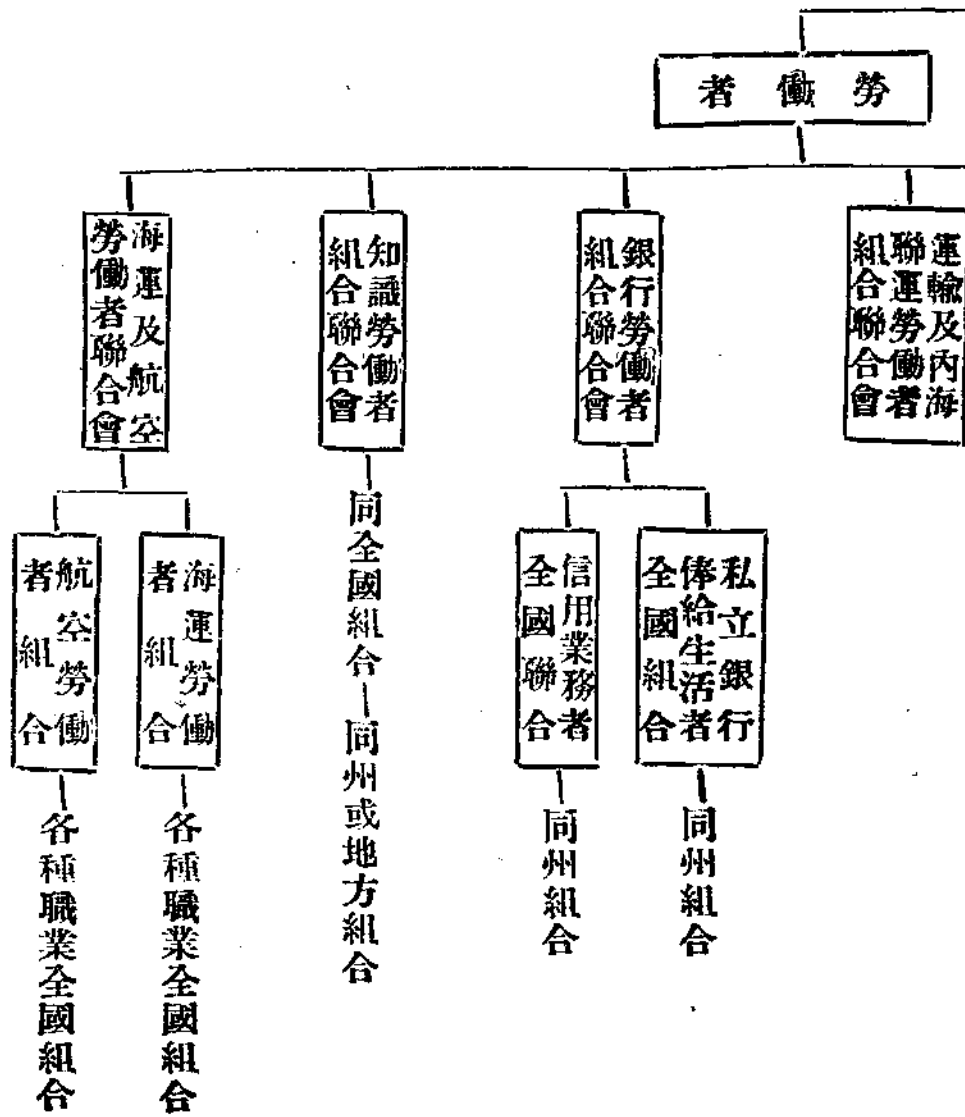 勞働者
運輸及內海
聯運勞働者
組合聯合會
銀行勞働者
組合聯合會
私立銀行
俸給生活者
全國組合
同州組合
信用業務者
全國聯合
同州組合
知識勞働者
組合聯合會
同全國組合—同州或地方組合
海運及航空
勞働者聯合會
海運勞働
者組合
各種職業全國組合
航空勞働
者組合
各種職業全國組合